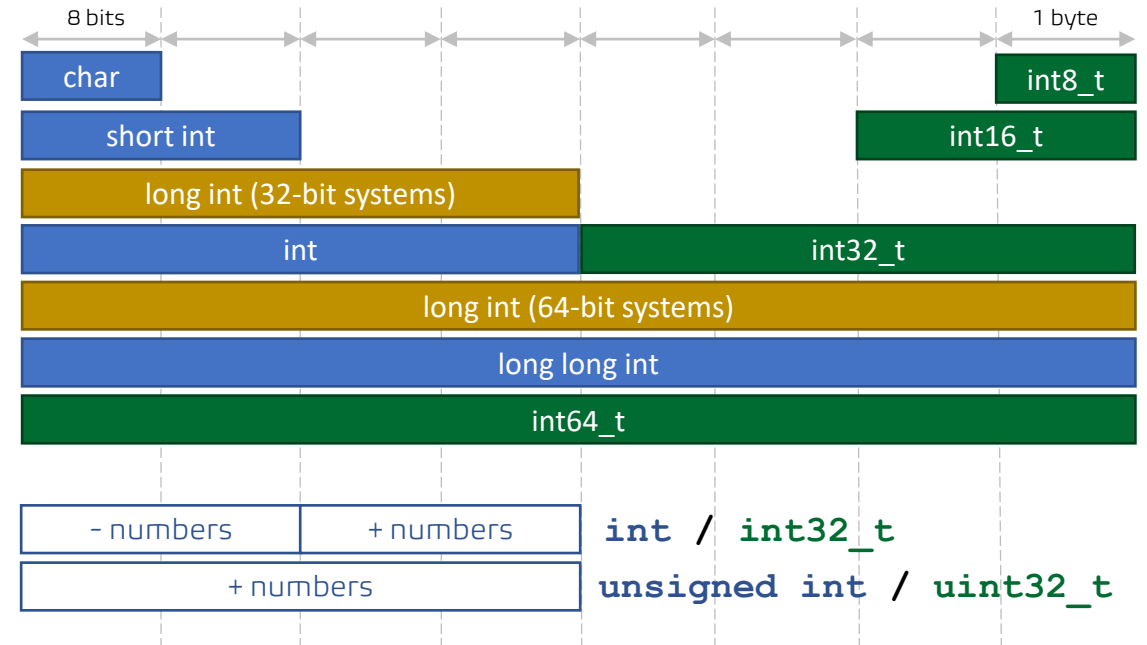 8 bits 1 byte
char int8_t
short int int16_t
long int (32-bit systems)
int int32_t
long int (64-bit systems)
long long int
int64_t
- numbers + numbers int / int32_t
+ numbers unsigned int / uint32_t